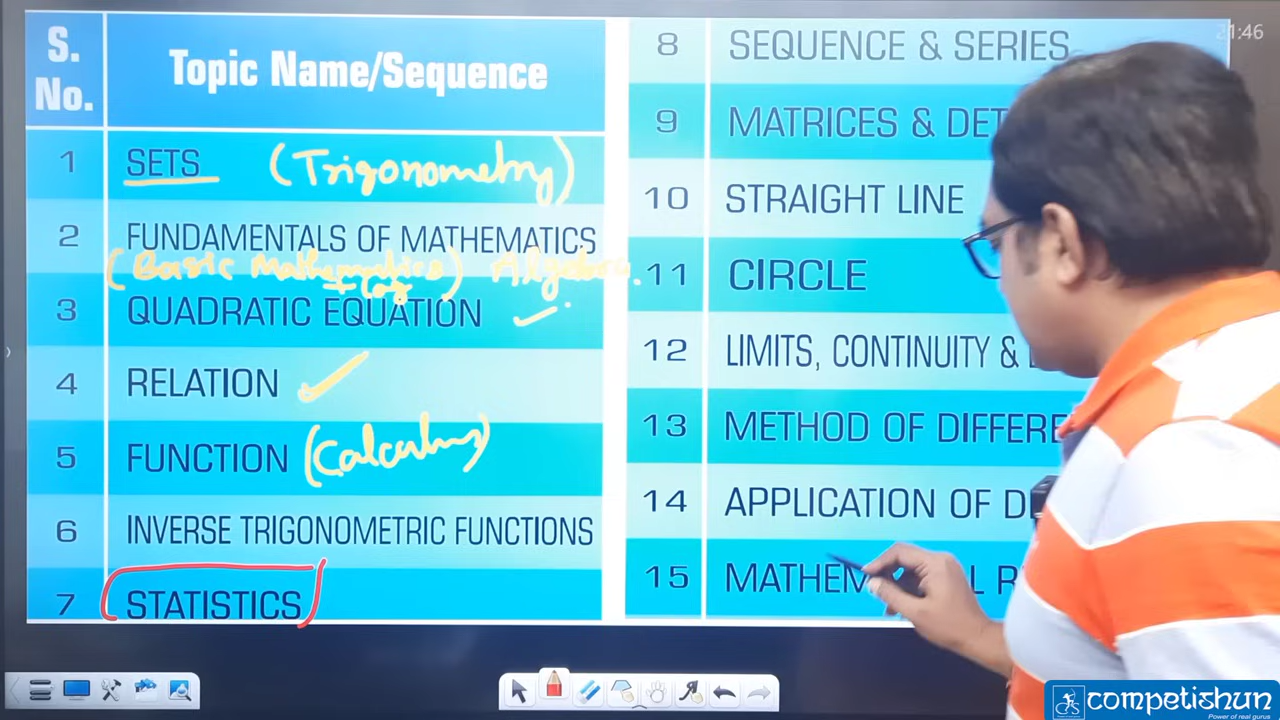 S.
No.
Topic Name/Sequence
1 SETS (Trigonometry)
2 FUNDAMENTALS OF MATHEMATICS
(Basic Mathematics) Algebra.
+ log
3 QUADRATIC EQUATION
4 RELATION
5 FUNCTION (Calculus)
6 INVERSE TRIGONOMETRIC FUNCTIONS
7 STATISTICS
8 SEQUENCE & SERIES
9 MATRICES & DET
10 STRAIGHT LINE
11 CIRCLE
12 LIMITS, CONTINUITY &
13 METHOD OF DIFFERE
14 APPLICATION OF D
15 MATHEM L R
21:46
competishun
Power of real gurus